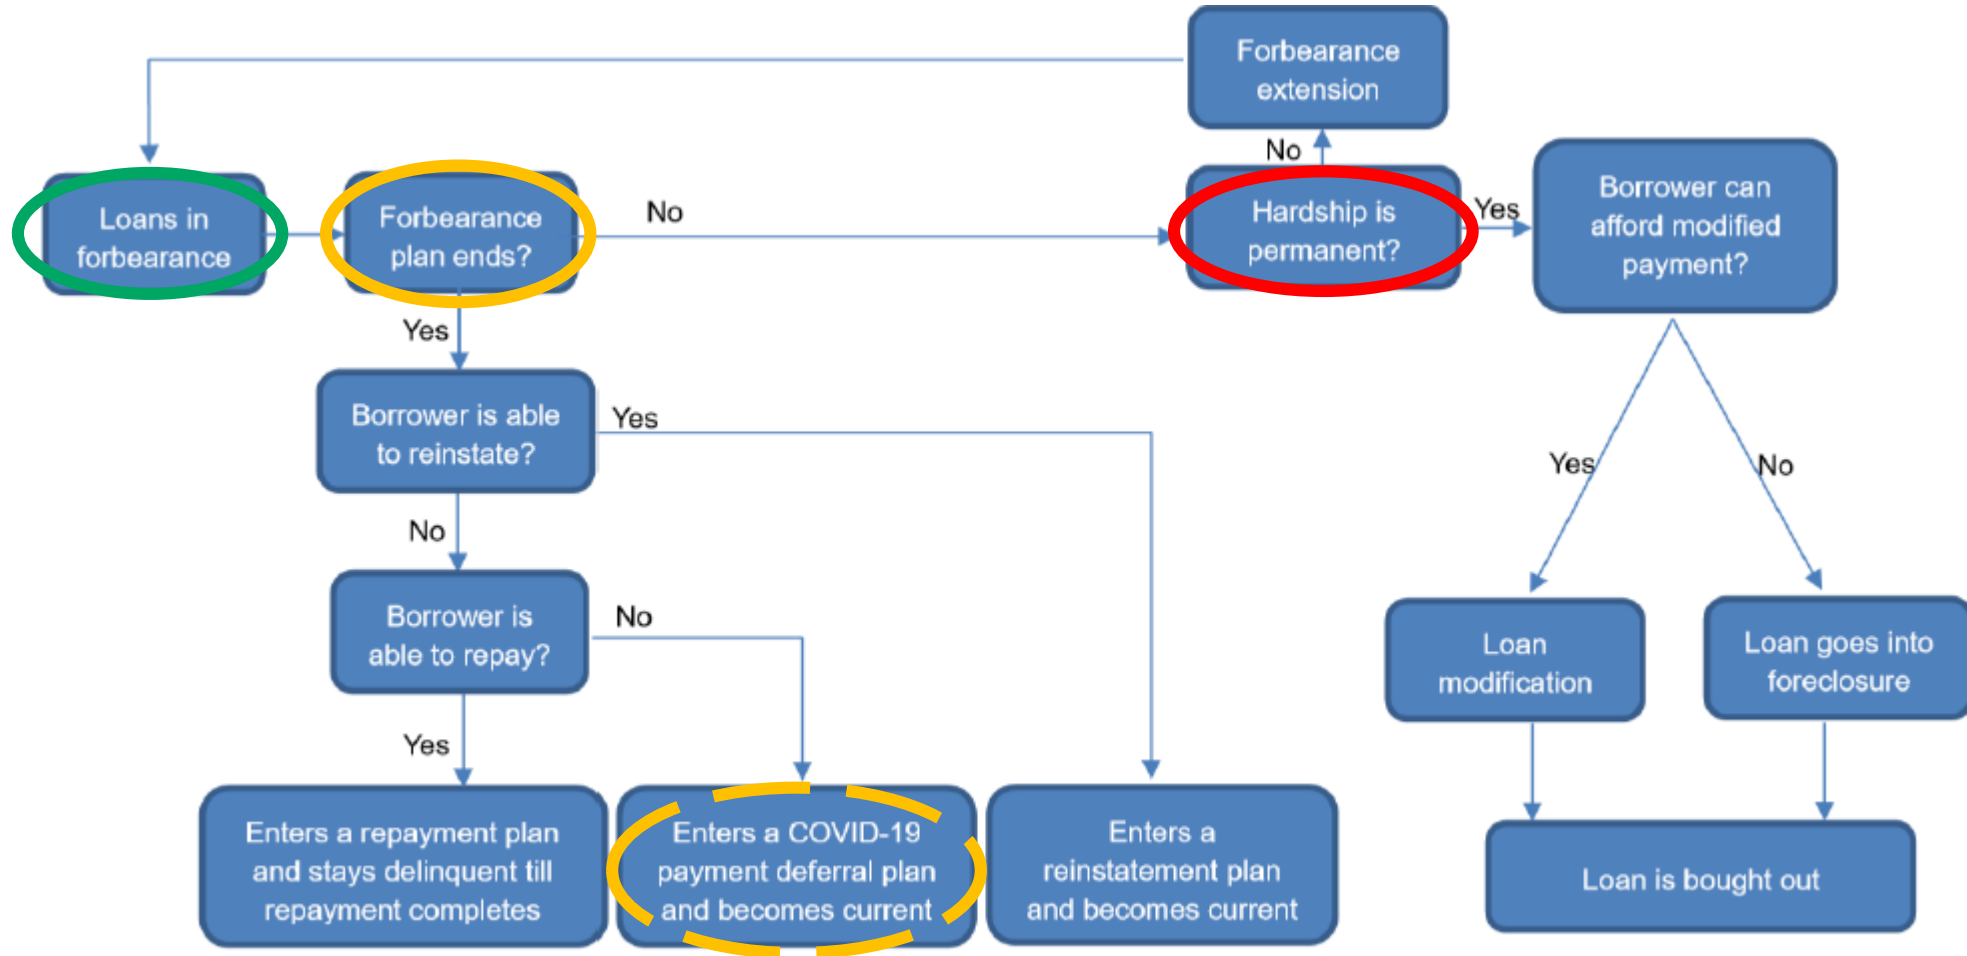 Forbearance
extension
No
Loans in
forbearance
Forbearance
plan ends?
No
Hardship is
permanent?
Yes
Borrower can
afford modified
payment?
Yes
Borrower is able
to reinstate?
Yes
No
Borrower is
able to repay?
No
Yes
Yes
No
Loan
modification
Loan goes into
foreclosure
Enters a repayment plan
and stays delinquent till
repayment completes
Enters a COVID-19
payment deferral plan
and becomes current
Enters a
reinstatement plan
and becomes current
Loan is bought out